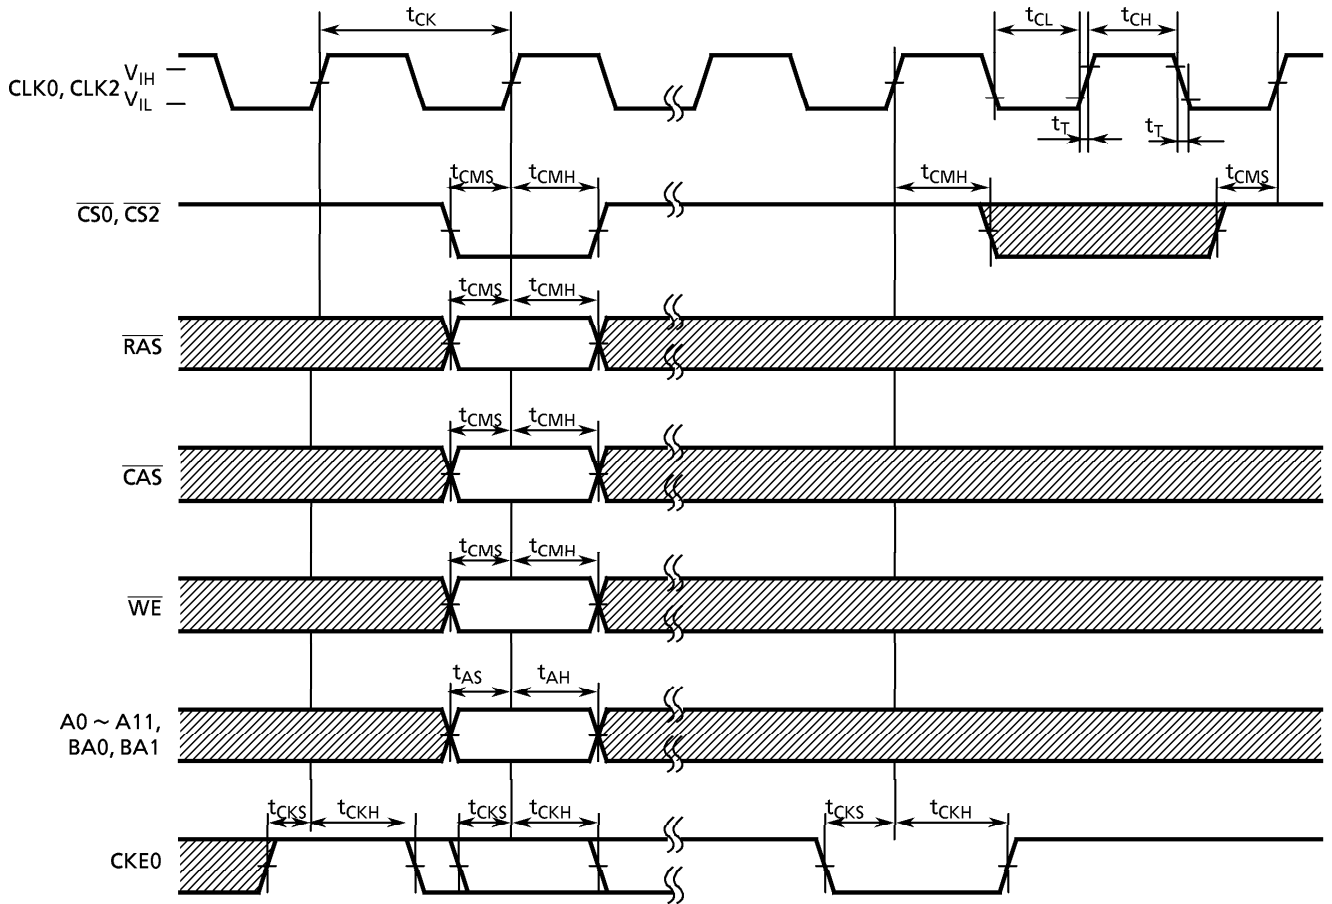 tCK tCL tCH
CLK0, CLK2 VIH
VIL
tT tT
tCMS tCMH tCMH tCMS
CS0, CS2
tCMS tCMH
RAS
tCMS tCMH
CAS
tCMS tCMH
WE
tAS tAH
A0 ~ A11,
BA0, BA1
tCKS tCKH tCKS tCKH tCKS tCKH
CKE0